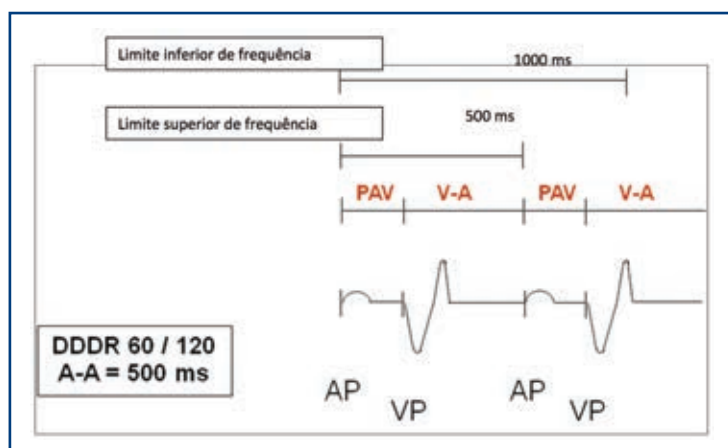 Limite inferior de frequência
1000 ms
Limite superior de frequência
500 ms
PAV V-A PAV V-A
DDDR 60 / 120
A-A = 500 ms
AP VP AP VP